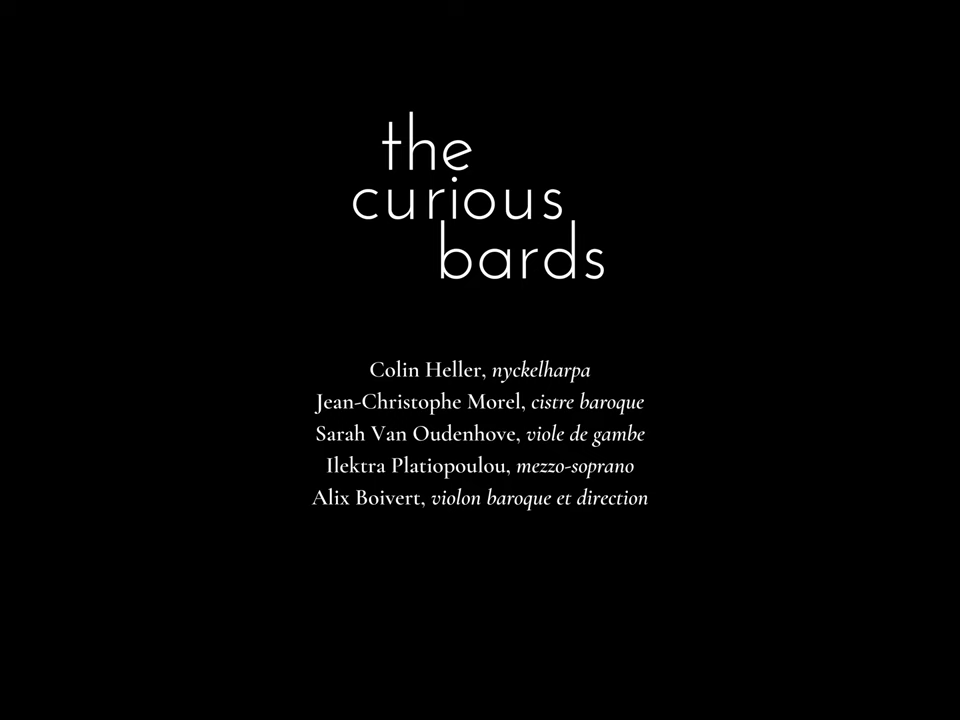 the
curious
bards
Colin Heller, nyckelharpa
Jean-Christophe Morel, cistre baroque
Sarah Van Oudenhove, viole de gambe
Ilektra Platiopoulou, mezzo-soprano
Alix Boivert, violon baroque et direction